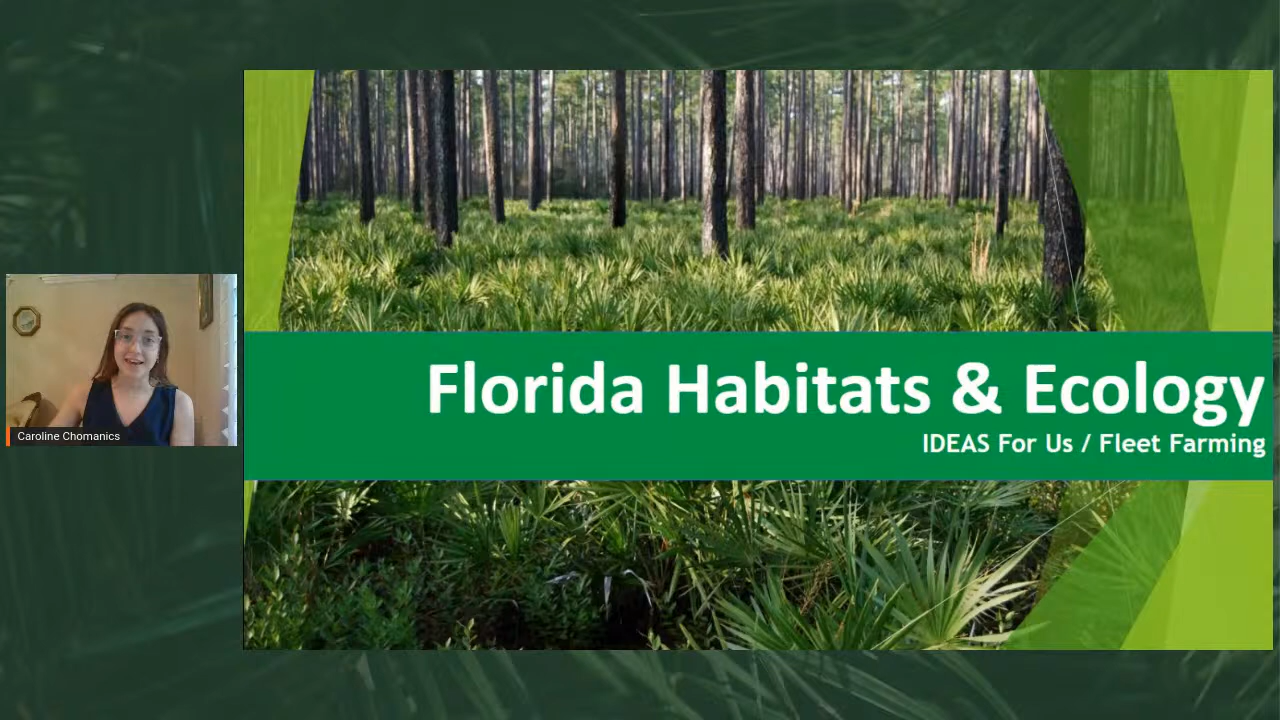 Florida Habitats & Ecology
IDEAS For Us / Fleet Farming
Caroline Chomanics